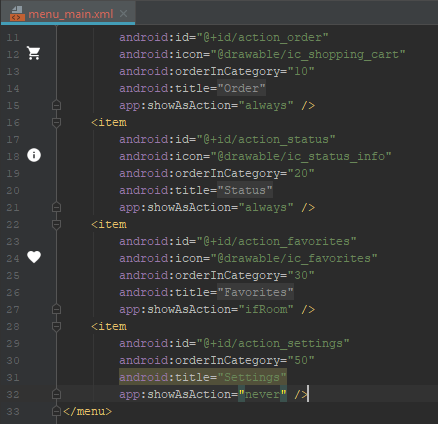 menu_main.xml
11 android:id="@+id/action_order"
12 android:icon="@drawable/ic_shopping_cart"
13 android:orderInCategory="10"
14 android:title="Order"
15 app:showAsAction="always" />
16 <item
17 android:id="@+id/action_status"
18 android:icon="@drawable/ic_status_info"
19 android:orderInCategory="20"
20 android:title="Status"
21 app:showAsAction="always" />
22 <item
23 android:id="@+id/action_favorites"
24 android:icon="@drawable/ic_favorites"
25 android:orderInCategory="30"
26 android:title="Favorites"
27 app:showAsAction="ifRoom" />
28 <item
29 android:id="@+id/action_settings"
30 android:orderInCategory="50"
31 android:title="Settings"
32 app:showAsAction="never" />
33 </menu>